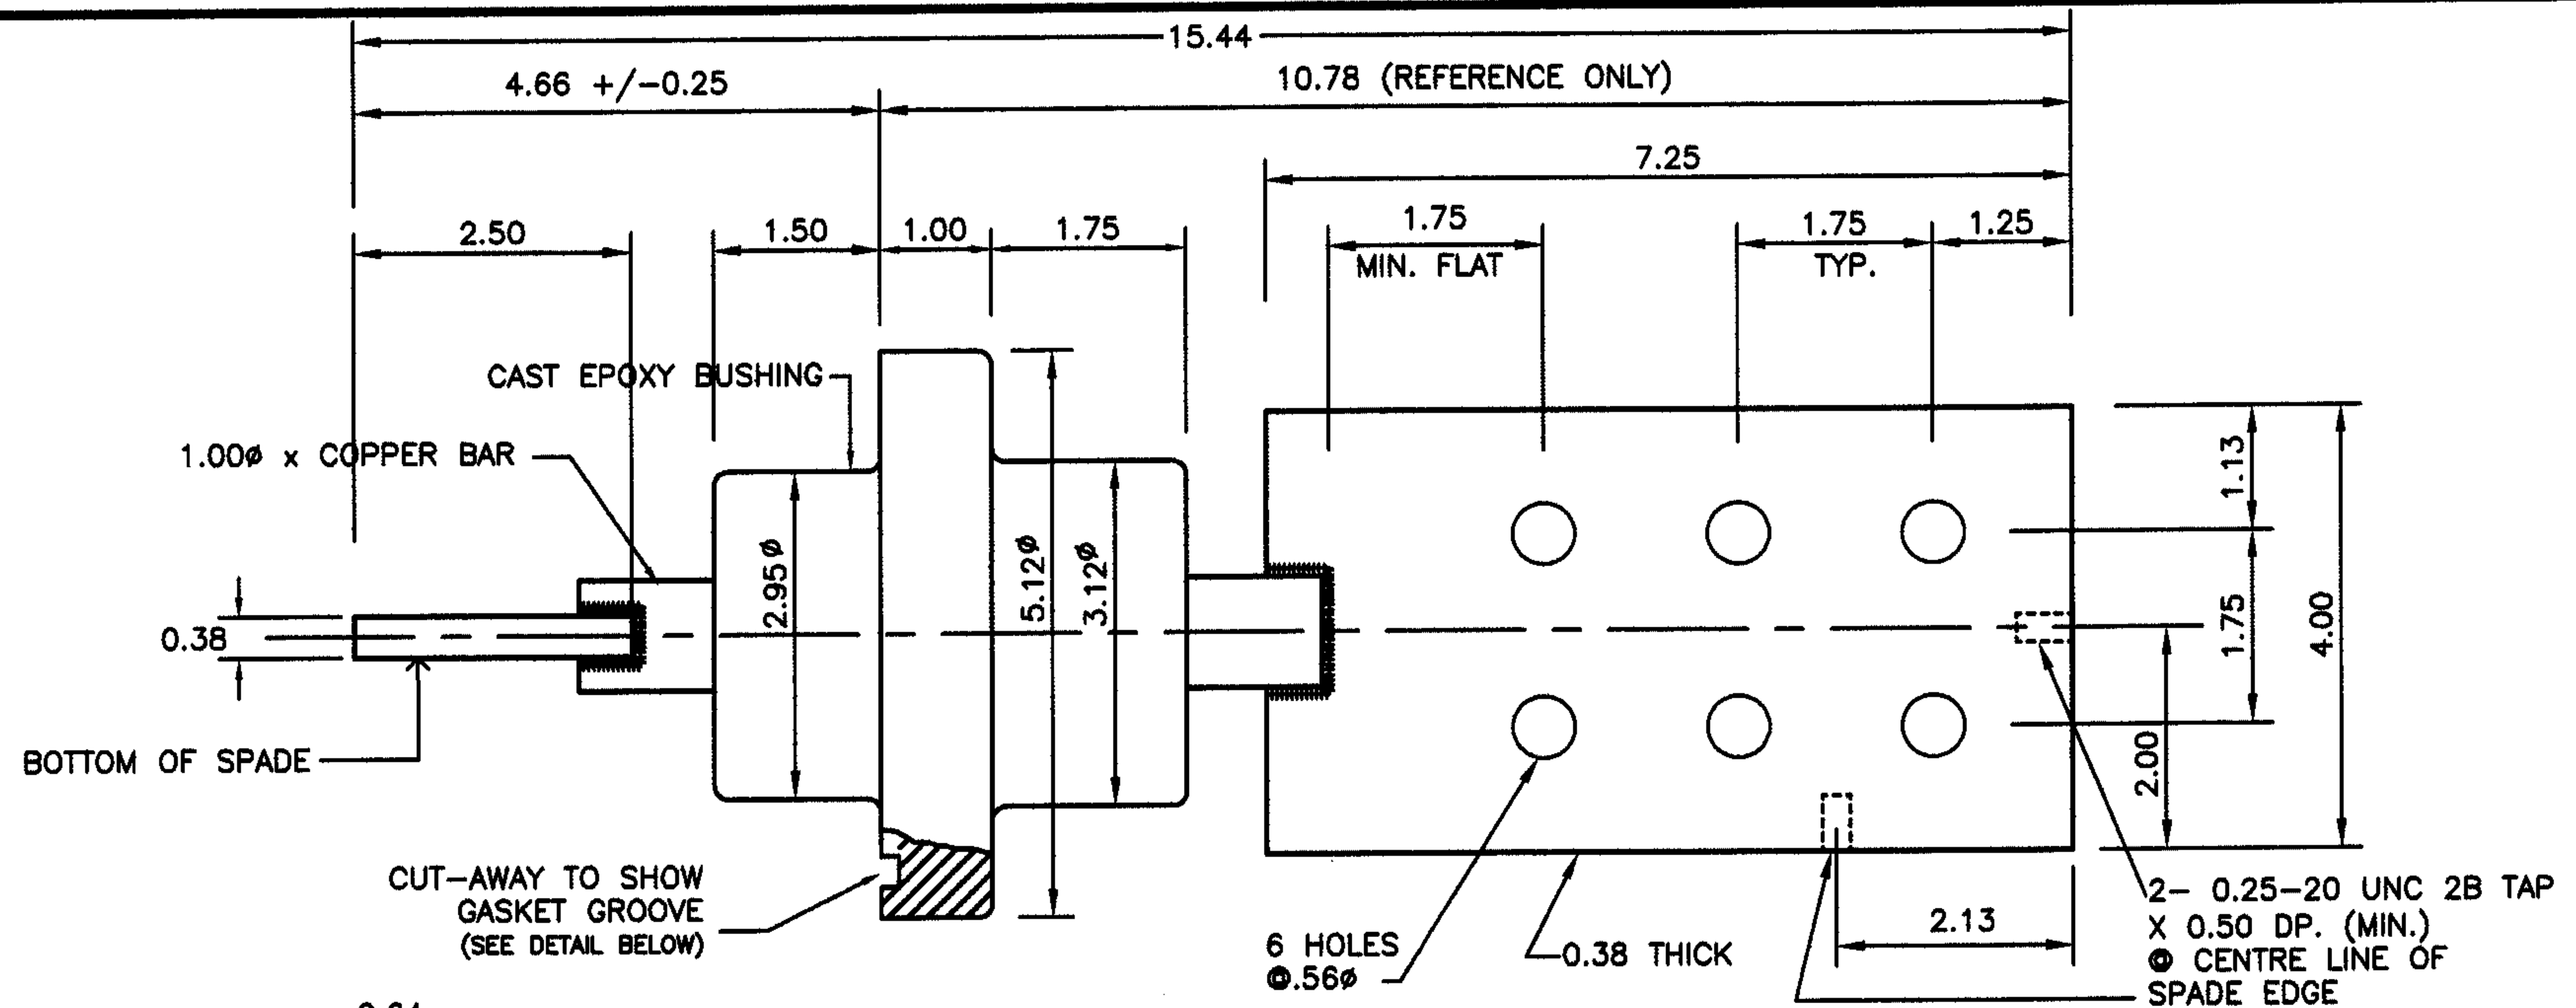 15.44
4.66 +/-0.25
10.78 (REFERENCE ONLY)
7.25
2.50
1.50
1.00
1.75
1.75
MIN. FLAT
1.75
TYP.
1.25
CAST EPOXY BUSHING
1.00ø x COPPER BAR
0.38
BOTTOM OF SPADE
2.95ø
5.12ø
3.12ø
1.13
1.75
4.00
2.00
CUT-AWAY TO SHOW
GASKET GROOVE
(SEE DETAIL BELOW)
6 HOLES
@.56ø
0.38 THICK
2.13
2- 0.25-20 UNC 2B TAP
X 0.50 DP. (MIN.)
@ CENTRE LINE OF
SPADE EDGE